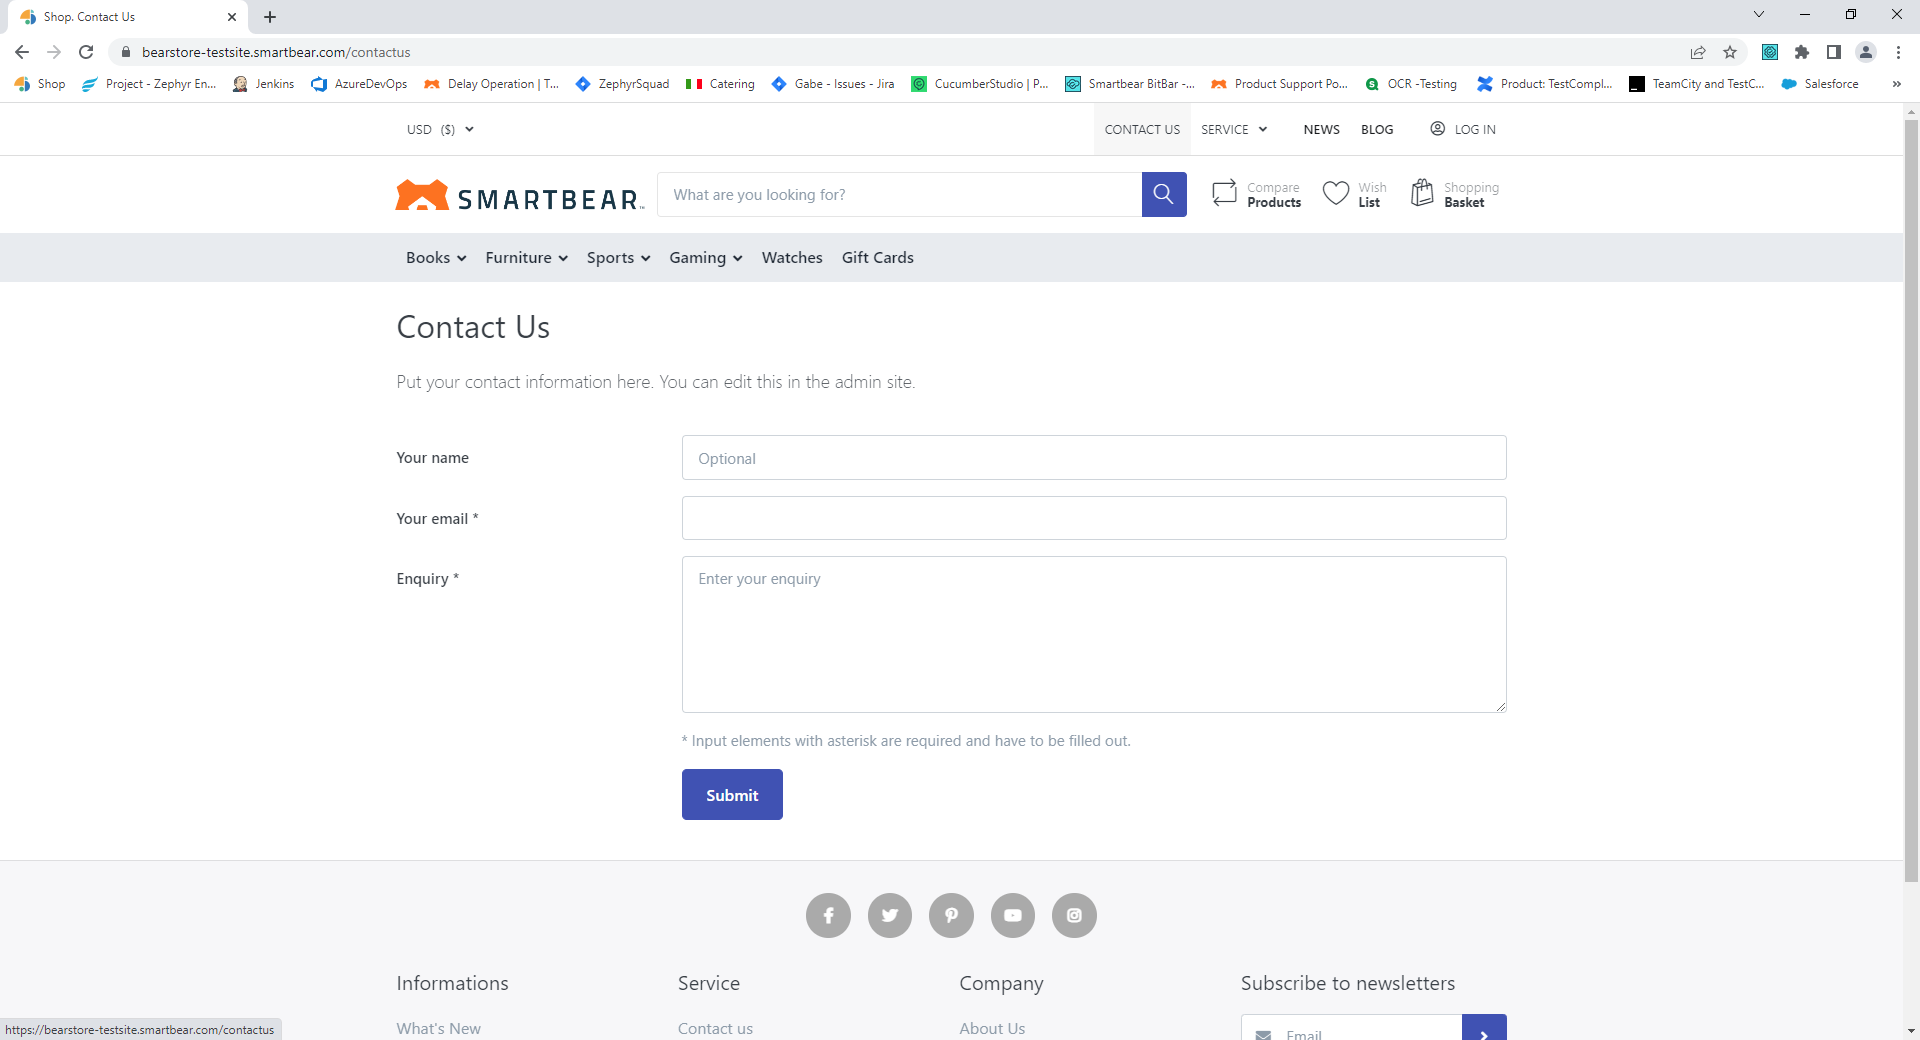 Shop. Contact Us
bearstore-testsite.smartbear.com/contactus
Shop
Project - Zephyr En...
Jenkins
AzureDevOps
Delay Operation | T...
ZephyrSquad
Catering
Gabe - Issues - Jira
CucumberStudio | P...
Smartbear BitBar -...
Product Support Po...
OCR -Testing
Product: TestCompl...
TeamCity and TestC...
Salesforce
USD ($)
CONTACT US
SERVICE
NEWS
BLOG
LOG IN
SMARTBEAR
What are you looking for?
Compare
Products
Wish
List
Shopping
Basket
Books
Furniture
Sports
Gaming
Watches
Gift Cards
Contact Us
Put your contact information here. You can edit this in the admin site.
Your name
Optional
Your email *
Enquiry *
Enter your enquiry
* Input elements with asterisk are required and have to be filled out.
Submit
Informations
Service
Company
Subscribe to newsletters
What's New
Contact us
About Us
Email
https://bearstore-testsite.smartbear.com/contactus